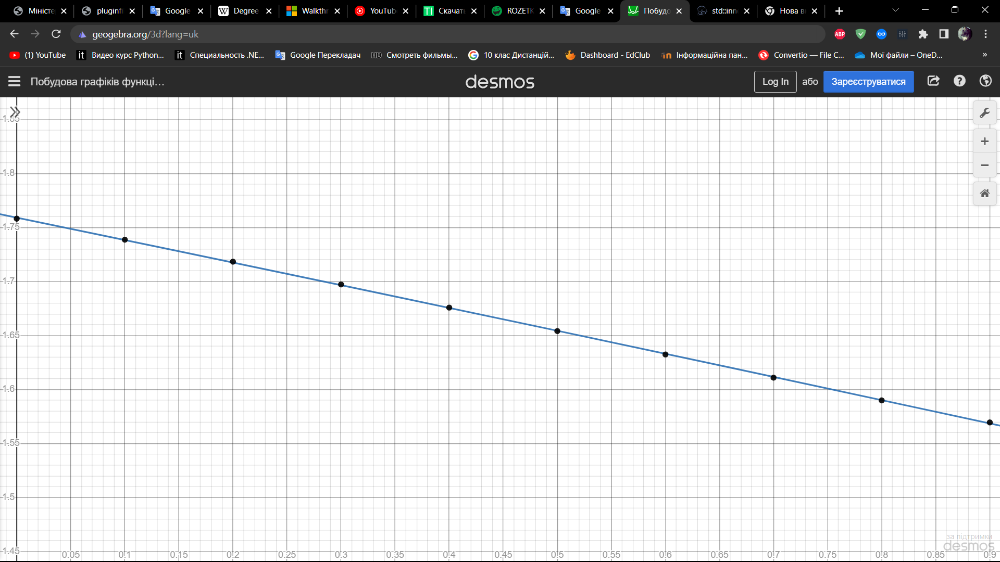 Міністе pluginfi Google Degree Walkthr YouTub Скачат ROZETK Google Побудо std::inn Нова в
geogebra.org/3d?lang=uk ABP
(1) YouTube it Видео курс Python... it Специальность .NE... Google Перекладач HD Смотреть фильмы... 10 клас Дистанцій... Dashboard - EdClub Інформаційна пан... Convertio — File C... Мої файли – OneD... »
Побудова графіків функці... desmos Log In або Зареєструватися
1.85
1.8
1.75
1.7
1.65
1.6
1.55
1.5
1.45
0.05 0.1 0.15 0.2 0.25 0.3 0.35 0.4 0.45 0.5 0.55 0.6 0.65 0.7 0.75 0.8 0.85 0.9
за підтримки
desmos